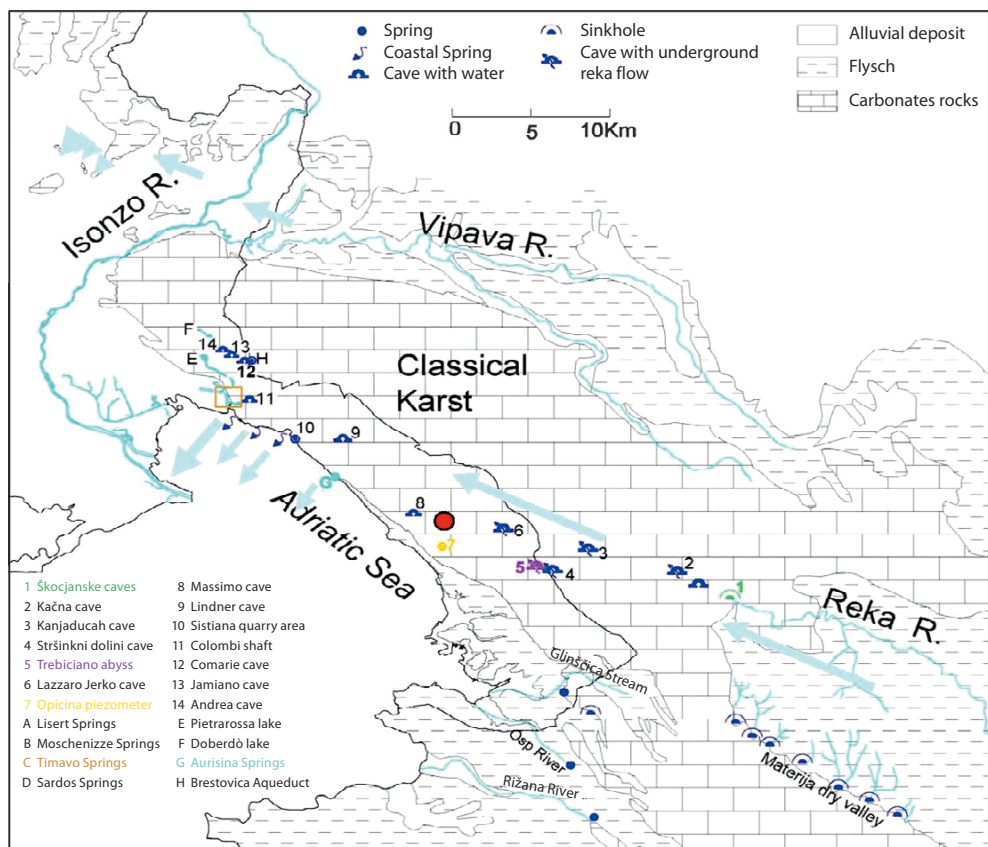 Spring
Coastal Spring
Cave with water
Sinkhole
Cave with underground
reka flow
Alluvial deposit
Flysch
Carbonates rocks
0 5 10Km
Isonzo R.
Vipava R.
F
14 13
E H
12
11
Classical
Karst
10
9
G
8
7
6
5
4
3
2
1
Adriatic Sea
Reka R.
Glinščica Stream
Osp River
Rižana River
Materija dry valley
1 Škocjanske caves
2 Kačna cave
3 Kanjaducah cave
4 Stršinkni dolini cave
5 Trebiciano abyss
6 Lazzaro Jerko cave
7 Opicina piezometer
A Lisert Springs
B Moschenizze Springs
C Timavo Springs
D Sardos Springs
8 Massimo cave
9 Lindner cave
10 Sistiana quarry area
11 Colombi shaft
12 Comarie cave
13 Jamiano cave
14 Andrea cave
E Pietrarossa lake
F Doberdò lake
G Aurisina Springs
H Brestovica Aqueduct